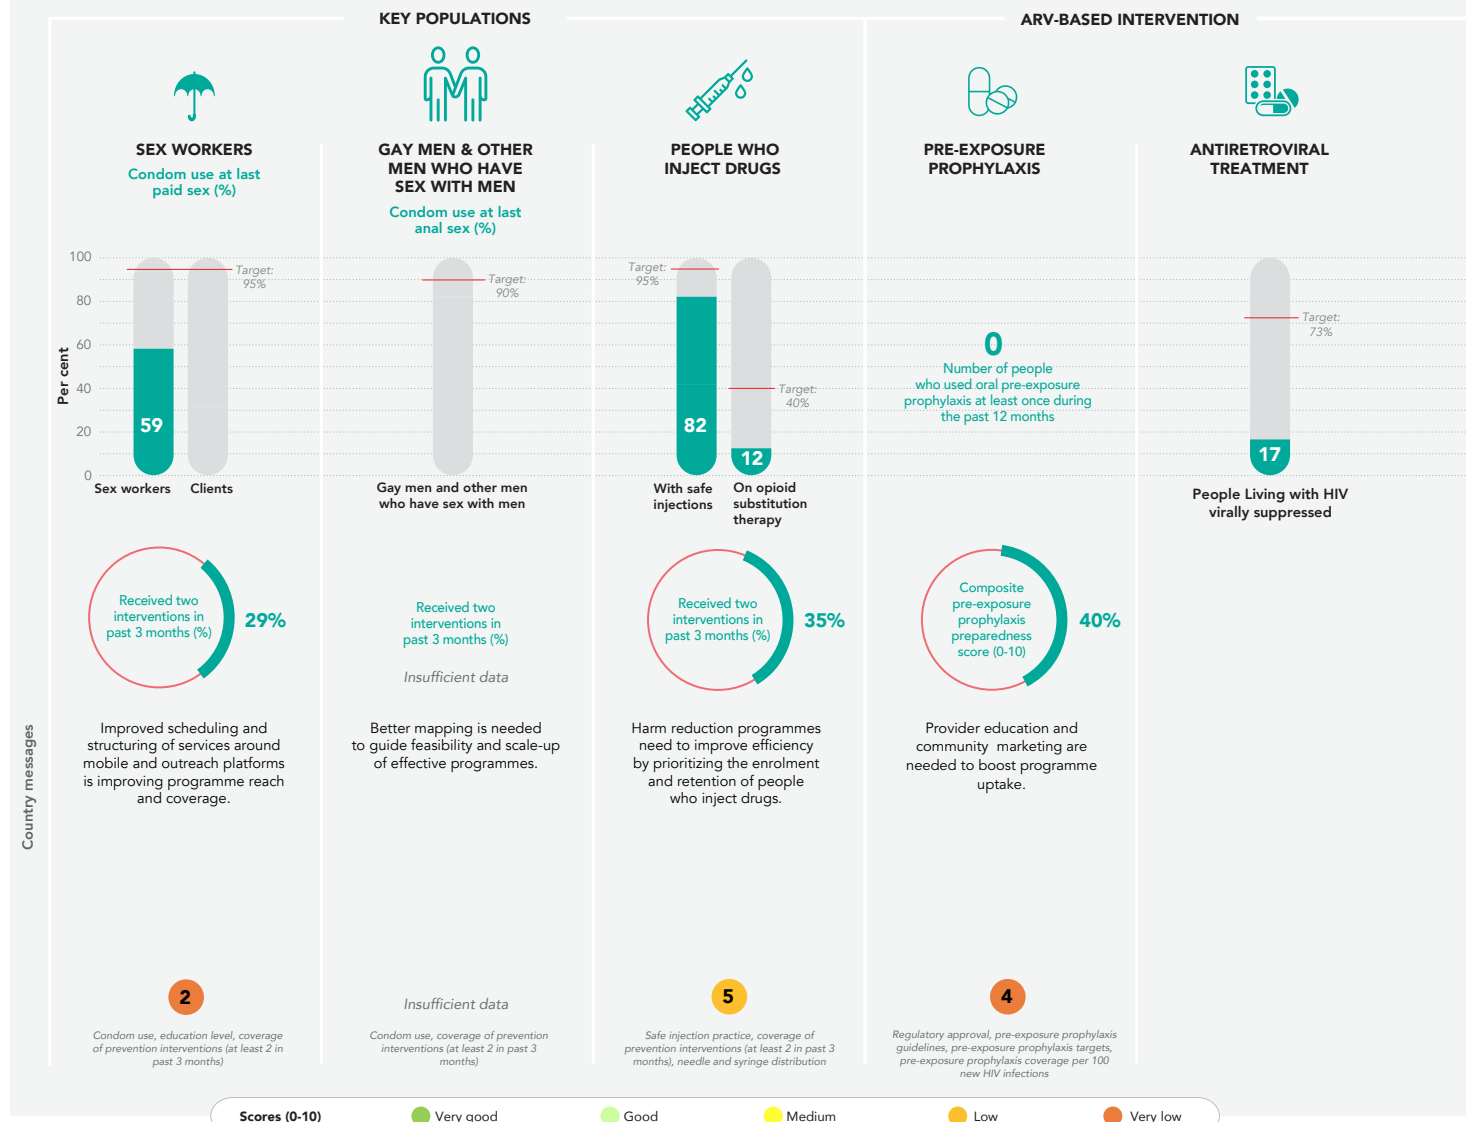 KEY POPULATIONS
ARV-BASED INTERVENTION
SEX WORKERS
Condom use at last
paid sex (%)
GAY MEN & OTHER
MEN WHO HAVE
SEX WITH MEN
Condom use at last
anal sex (%)
PEOPLE WHO
INJECT DRUGS
PRE-EXPOSURE
PROPHYLAXIS
ANTIRETROVIRAL
TREATMENT
Per cent
100
80
60
40
20
0
Target:
95%
59
Sex workers
Clients
Target:
90%
Gay men and other men
who have sex with men
Target:
95%
82
With safe
injections
Target:
40%
12
On opioid
substitution
therapy
0
Number of people
who used oral pre-exposure
prophylaxis at least once during
the past 12 months
Target:
73%
17
People Living with HIV
virally suppressed
Received two
interventions in
past 3 months (%)
29%
Received two
interventions in
past 3 months (%)
Insufficient data
Received two
interventions in
past 3 months (%)
35%
Composite
pre-exposure
prophylaxis
preparedness
score (0-10)
40%
Country messages
Improved scheduling and
structuring of services around
mobile and outreach platforms
is improving programme reach
and coverage.
Better mapping is needed
to guide feasibility and scale-up
of effective programmes.
Harm reduction programmes
need to improve efficiency
by prioritizing the enrolment
and retention of people
who inject drugs.
Provider education and
community marketing are
needed to boost programme
uptake.
2
Condom use, education level, coverage
of prevention interventions (at least 2 in
past 3 months)
Insufficient data
Condom use, coverage of prevention
interventions (at least 2 in past 3
months)
5
Safe injection practice, coverage of
prevention interventions (at least 2 in past 3
months), needle and syringe distribution
4
Regulatory approval, pre-exposure prophylaxis
guidelines, pre-exposure prophylaxis targets,
pre-exposure prophylaxis coverage per 100
new HIV infections
Scores (0-10)
Very good
Good
Medium
Low
Very low